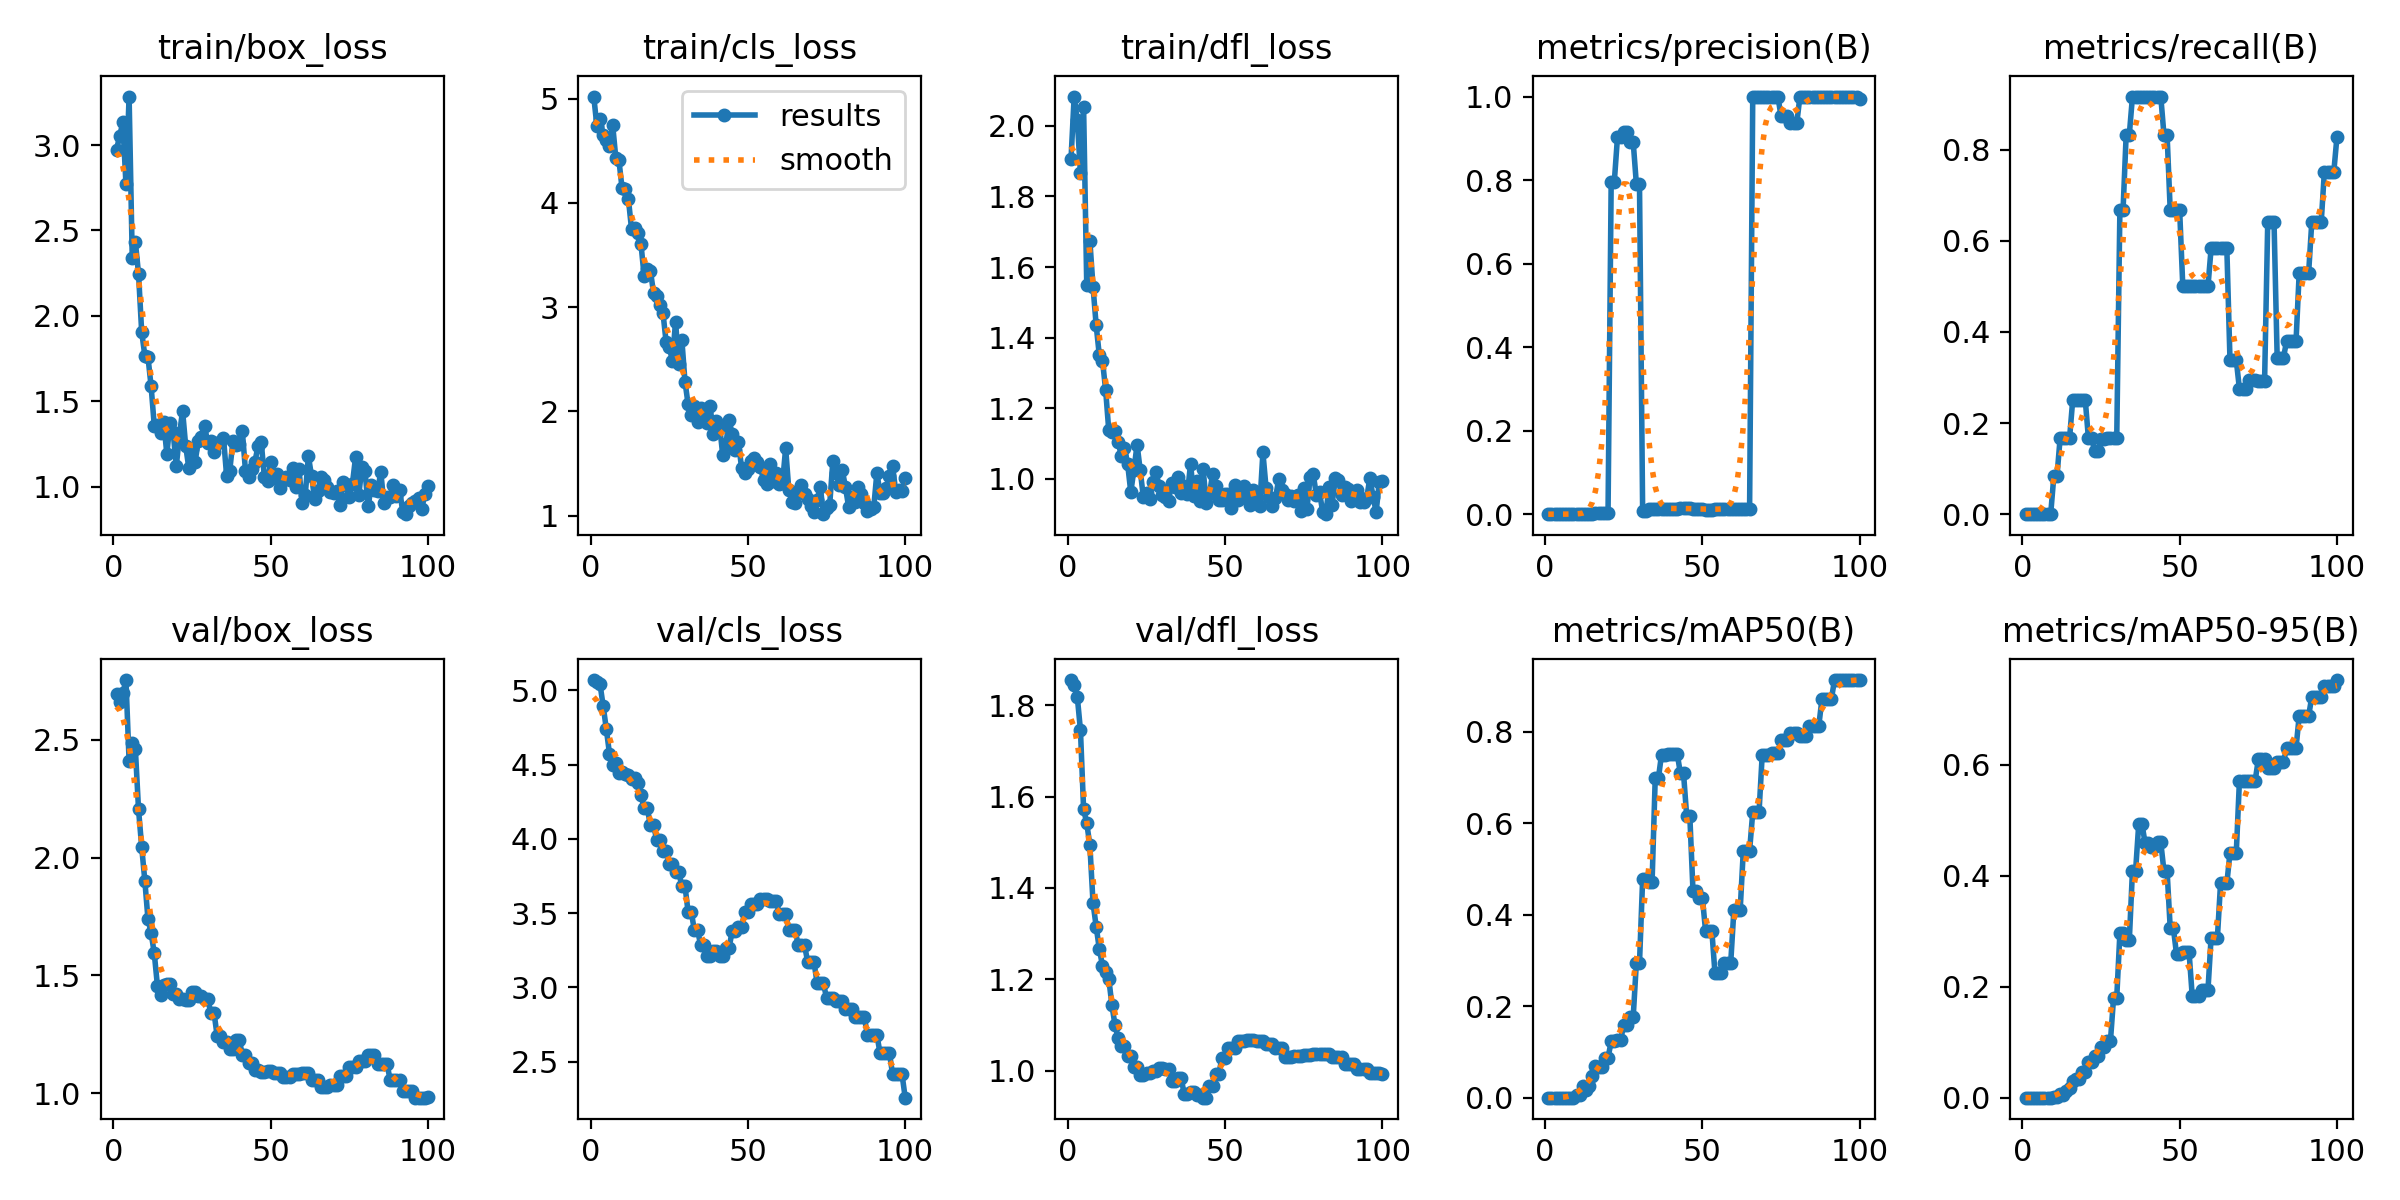 train/box_loss
3.0
2.5
2.0
1.5
1.0
0 50 100
train/cls_loss
results
smooth
5
4
3
2
1
0 50 100
train/dfl_loss
2.0
1.8
1.6
1.4
1.2
1.0
0 50 100
metrics/precision(B)
1.0
0.8
0.6
0.4
0.2
0.0
0 50 100
metrics/recall(B)
0.8
0.6
0.4
0.2
0.0
0 50 100
val/box_loss
2.5
2.0
1.5
1.0
0 50 100
val/cls_loss
5.0
4.5
4.0
3.5
3.0
2.5
0 50 100
val/dfl_loss
1.8
1.6
1.4
1.2
1.0
0 50 100
metrics/mAP50(B)
0.8
0.6
0.4
0.2
0.0
0 50 100
metrics/mAP50-95(B)
0.6
0.4
0.2
0.0
0 50 100